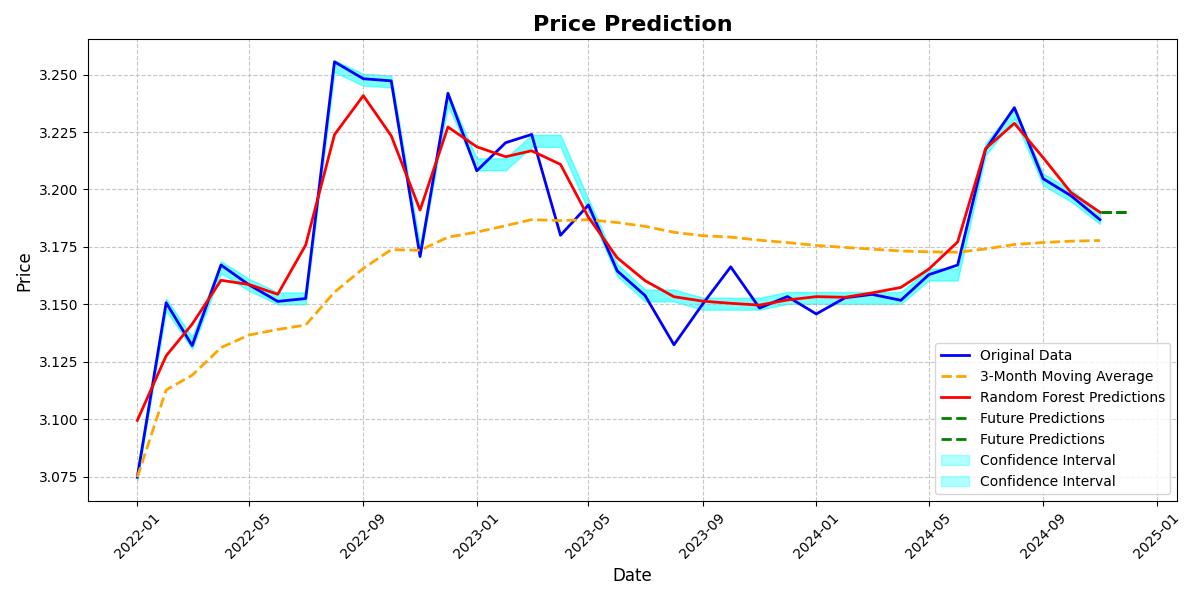 Price Prediction
Price
3.250
3.225
3.200
3.175
3.150
3.125
3.100
3.075
Original Data
3-Month Moving Average
Random Forest Predictions
Future Predictions
Future Predictions
Confidence Interval
Confidence Interval
2022-01
2022-05
2022-09
2023-01
2023-05
2023-09
2024-01
2024-05
2024-09
2025-01
Date